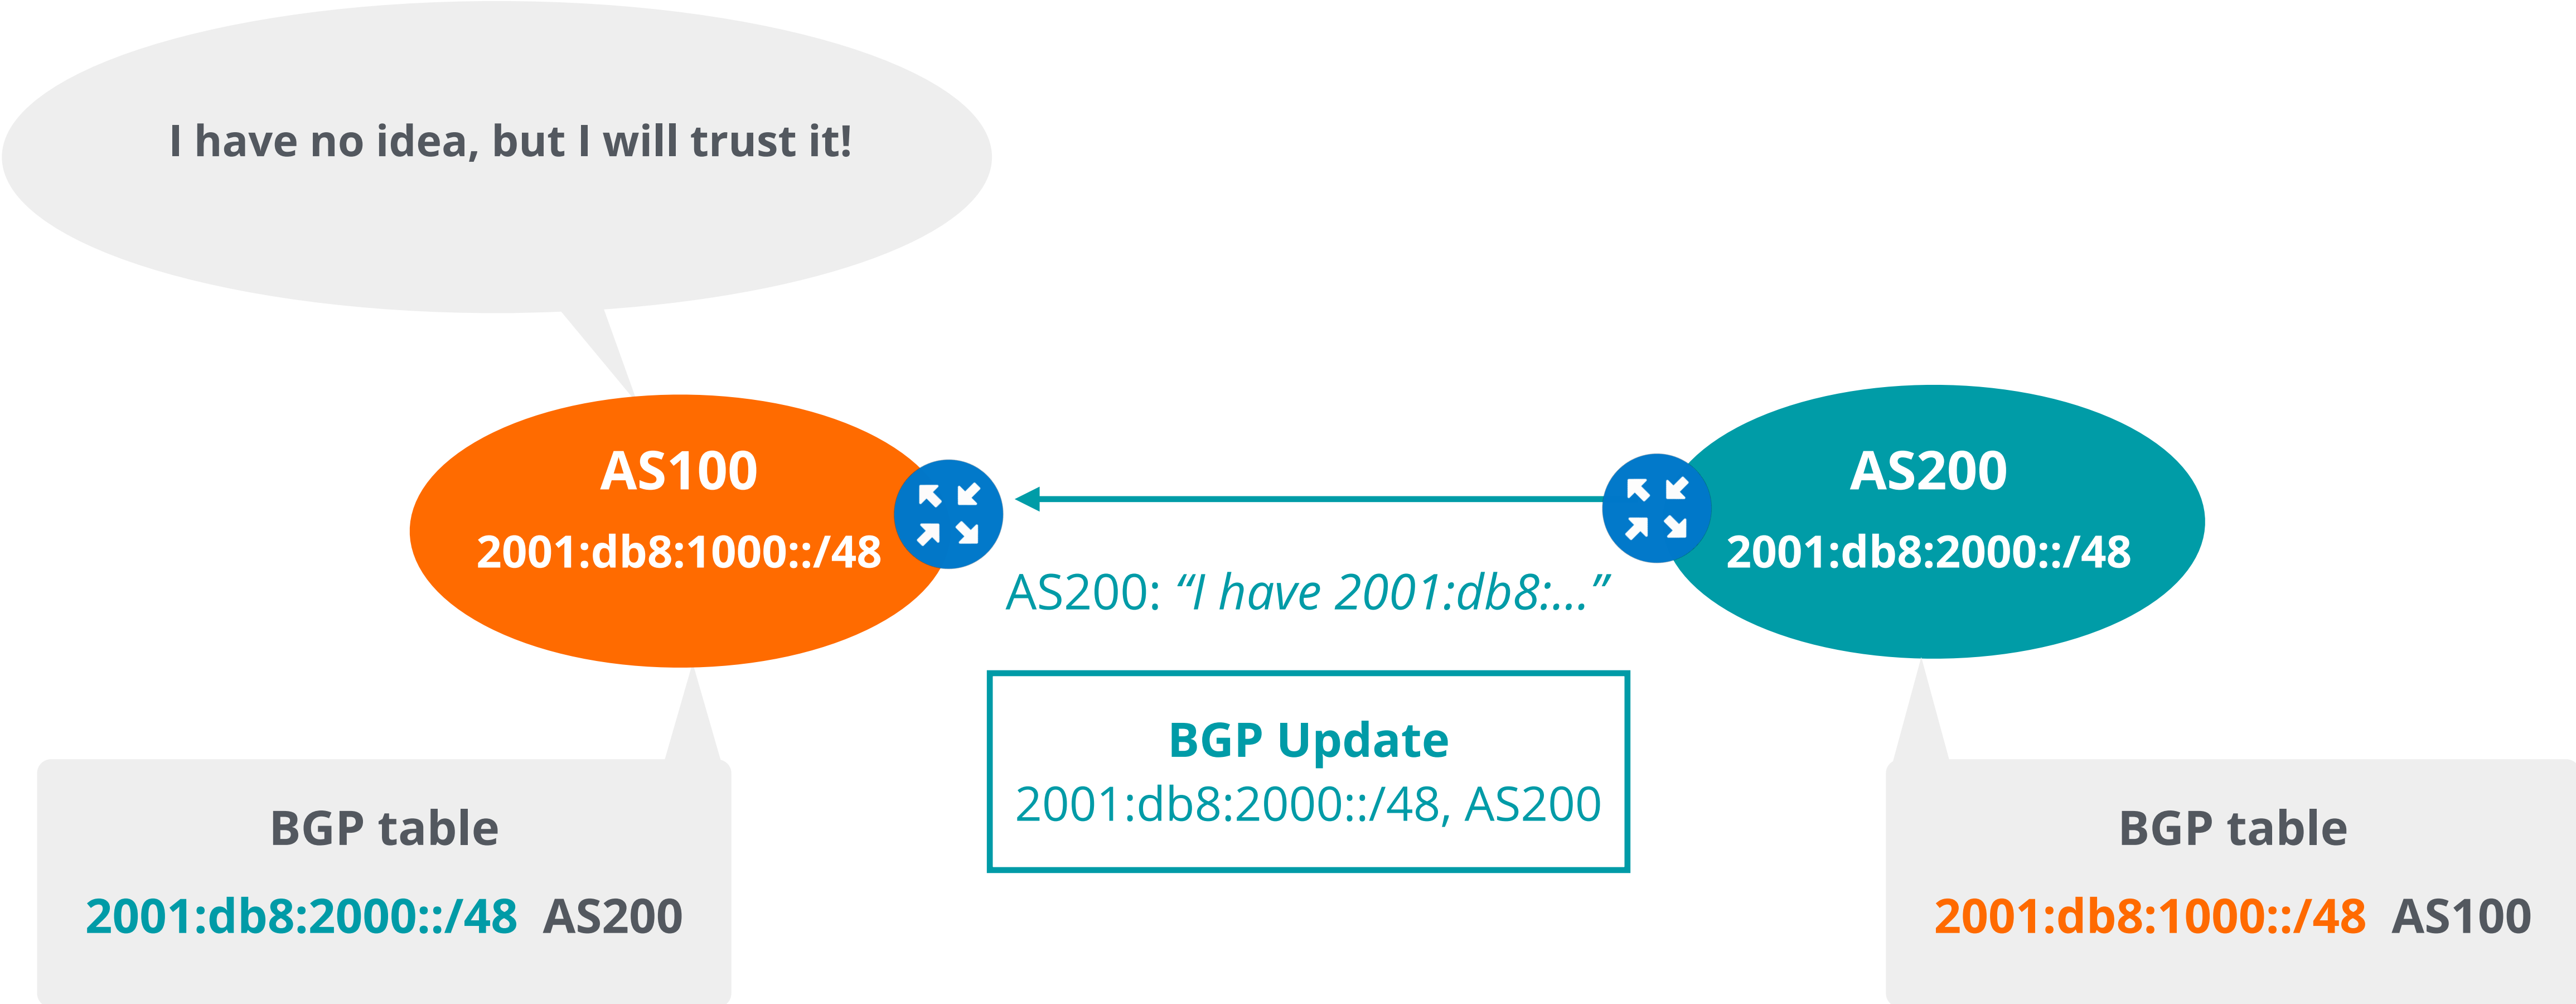 I have no idea, but I will trust it!
AS100
2001:db8:1000::/48
AS200
2001:db8:2000::/48
AS200: “I have 2001:db8:...”
BGP Update
2001:db8:2000::/48, AS200
BGP table
2001:db8:2000::/48 AS200
BGP table
2001:db8:1000::/48 AS100